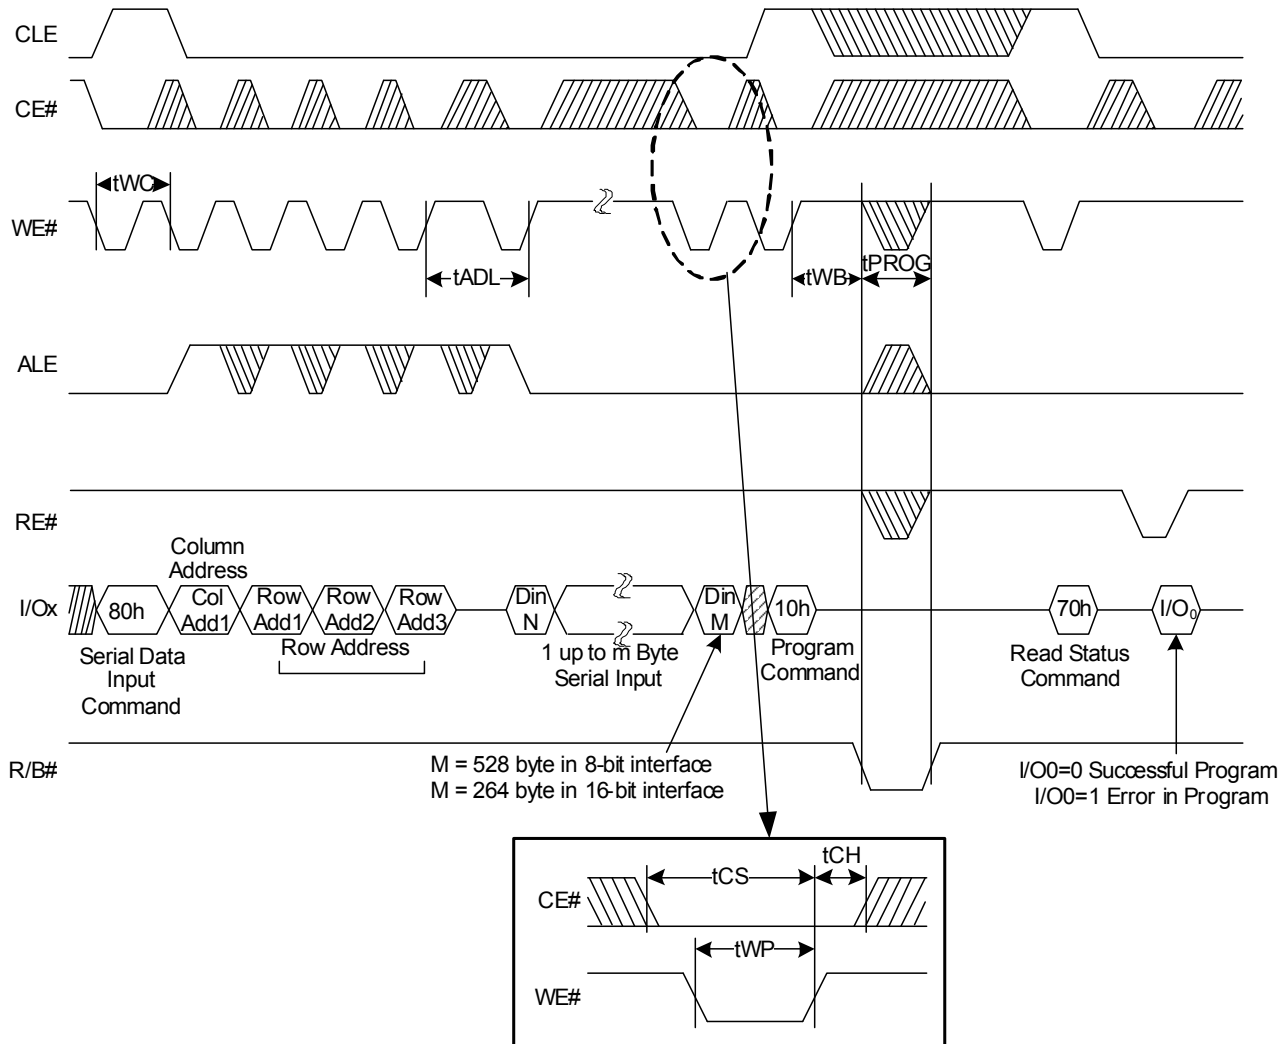 CLE
CE#
tWC
WE#
tADL
tWB
tPROG
ALE
RE#
Column
Address
I/Ox
80h
Col
Add1
Row
Add1
Row
Add2
Row
Add3
Din
N
Din
M
10h
70h
I/O0
Serial Data
Input
Command
Row Address
1 up to m Byte
Serial Input
Program
Command
Read Status
Command
R/B#
M = 528 byte in 8-bit interface
M = 264 byte in 16-bit interface
I/O0=0 Successful Program
I/O0=1 Error in Program
tCH
tCS
CE#
tWP
WE#